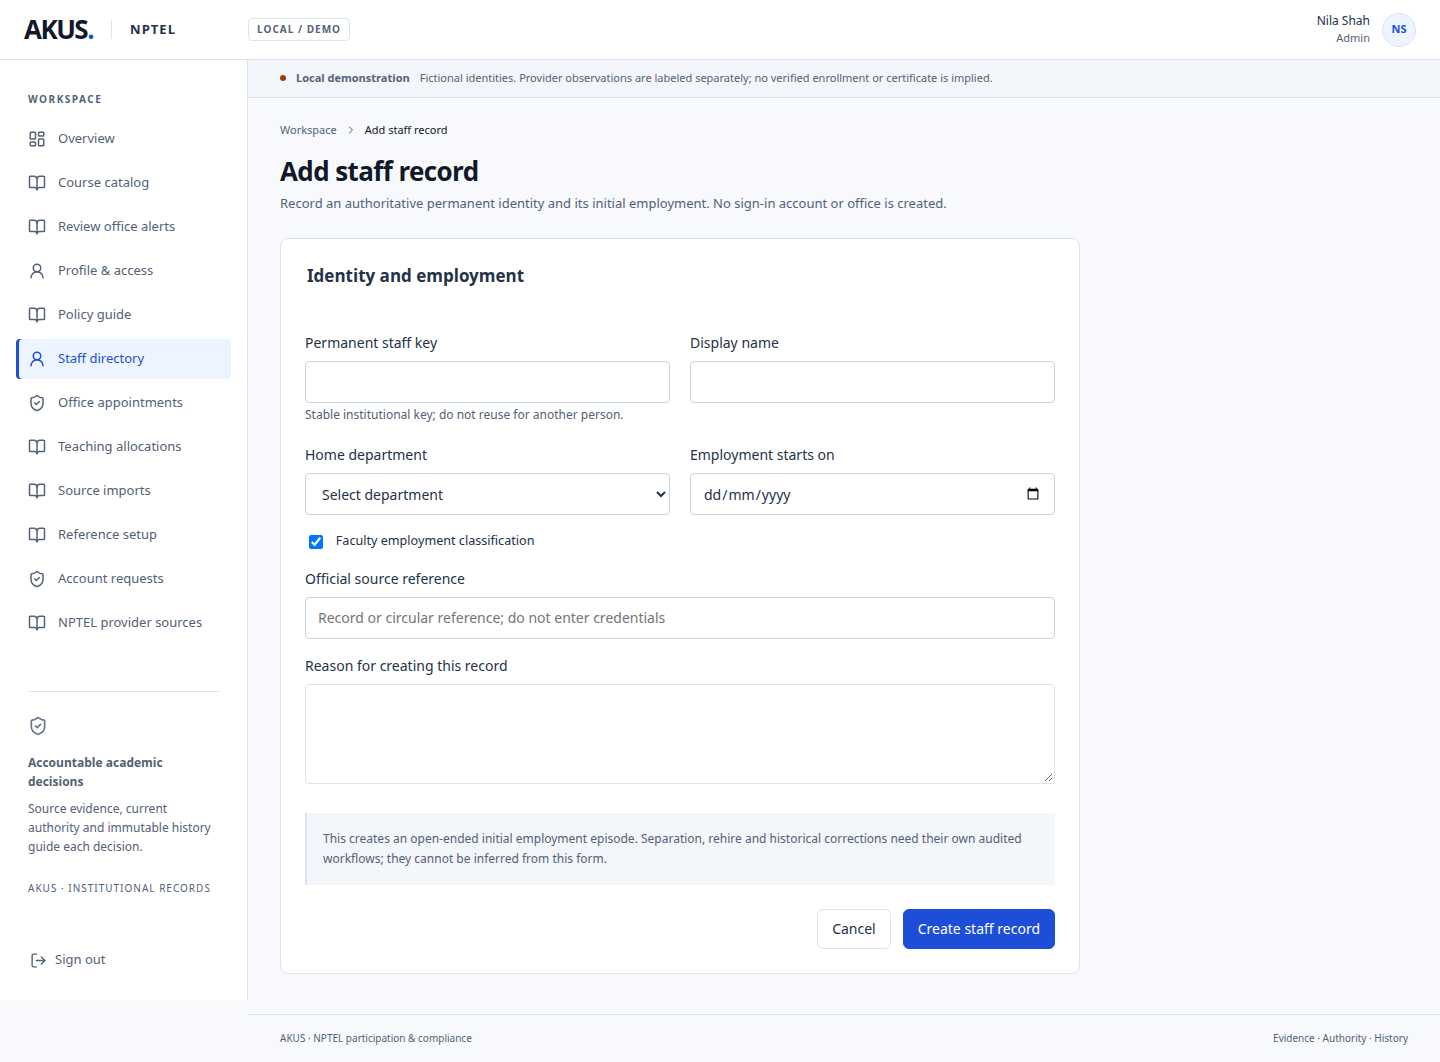 AKUS.
NPTEL
LOCAL / DEMO
Nila Shah
Admin
NS
WORKSPACE
Overview
Course catalog
Review office alerts
Profile & access
Policy guide
Staff directory
Office appointments
Teaching allocations
Source imports
Reference setup
Account requests
NPTEL provider sources
Accountable academic
decisions
Source evidence, current
authority and immutable history
guide each decision.
AKUS · INSTITUTIONAL RECORDS
Sign out
Local demonstration Fictional identities. Provider observations are labeled separately; no verified enrollment or certificate is implied.
Workspace > Add staff record
Add staff record
Record an authoritative permanent identity and its initial employment. No sign-in account or office is created.
Identity and employment
Permanent staff key
Display name
Stable institutional key; do not reuse for another person.
Home department
Employment starts on
Select department
dd/mm/yyyy
Faculty employment classification
Official source reference
Record or circular reference; do not enter credentials
Reason for creating this record
This creates an open-ended initial employment episode. Separation, rehire and historical corrections need their own audited
workflows; they cannot be inferred from this form.
Cancel
Create staff record
AKUS · NPTEL participation & compliance
Evidence · Authority · History